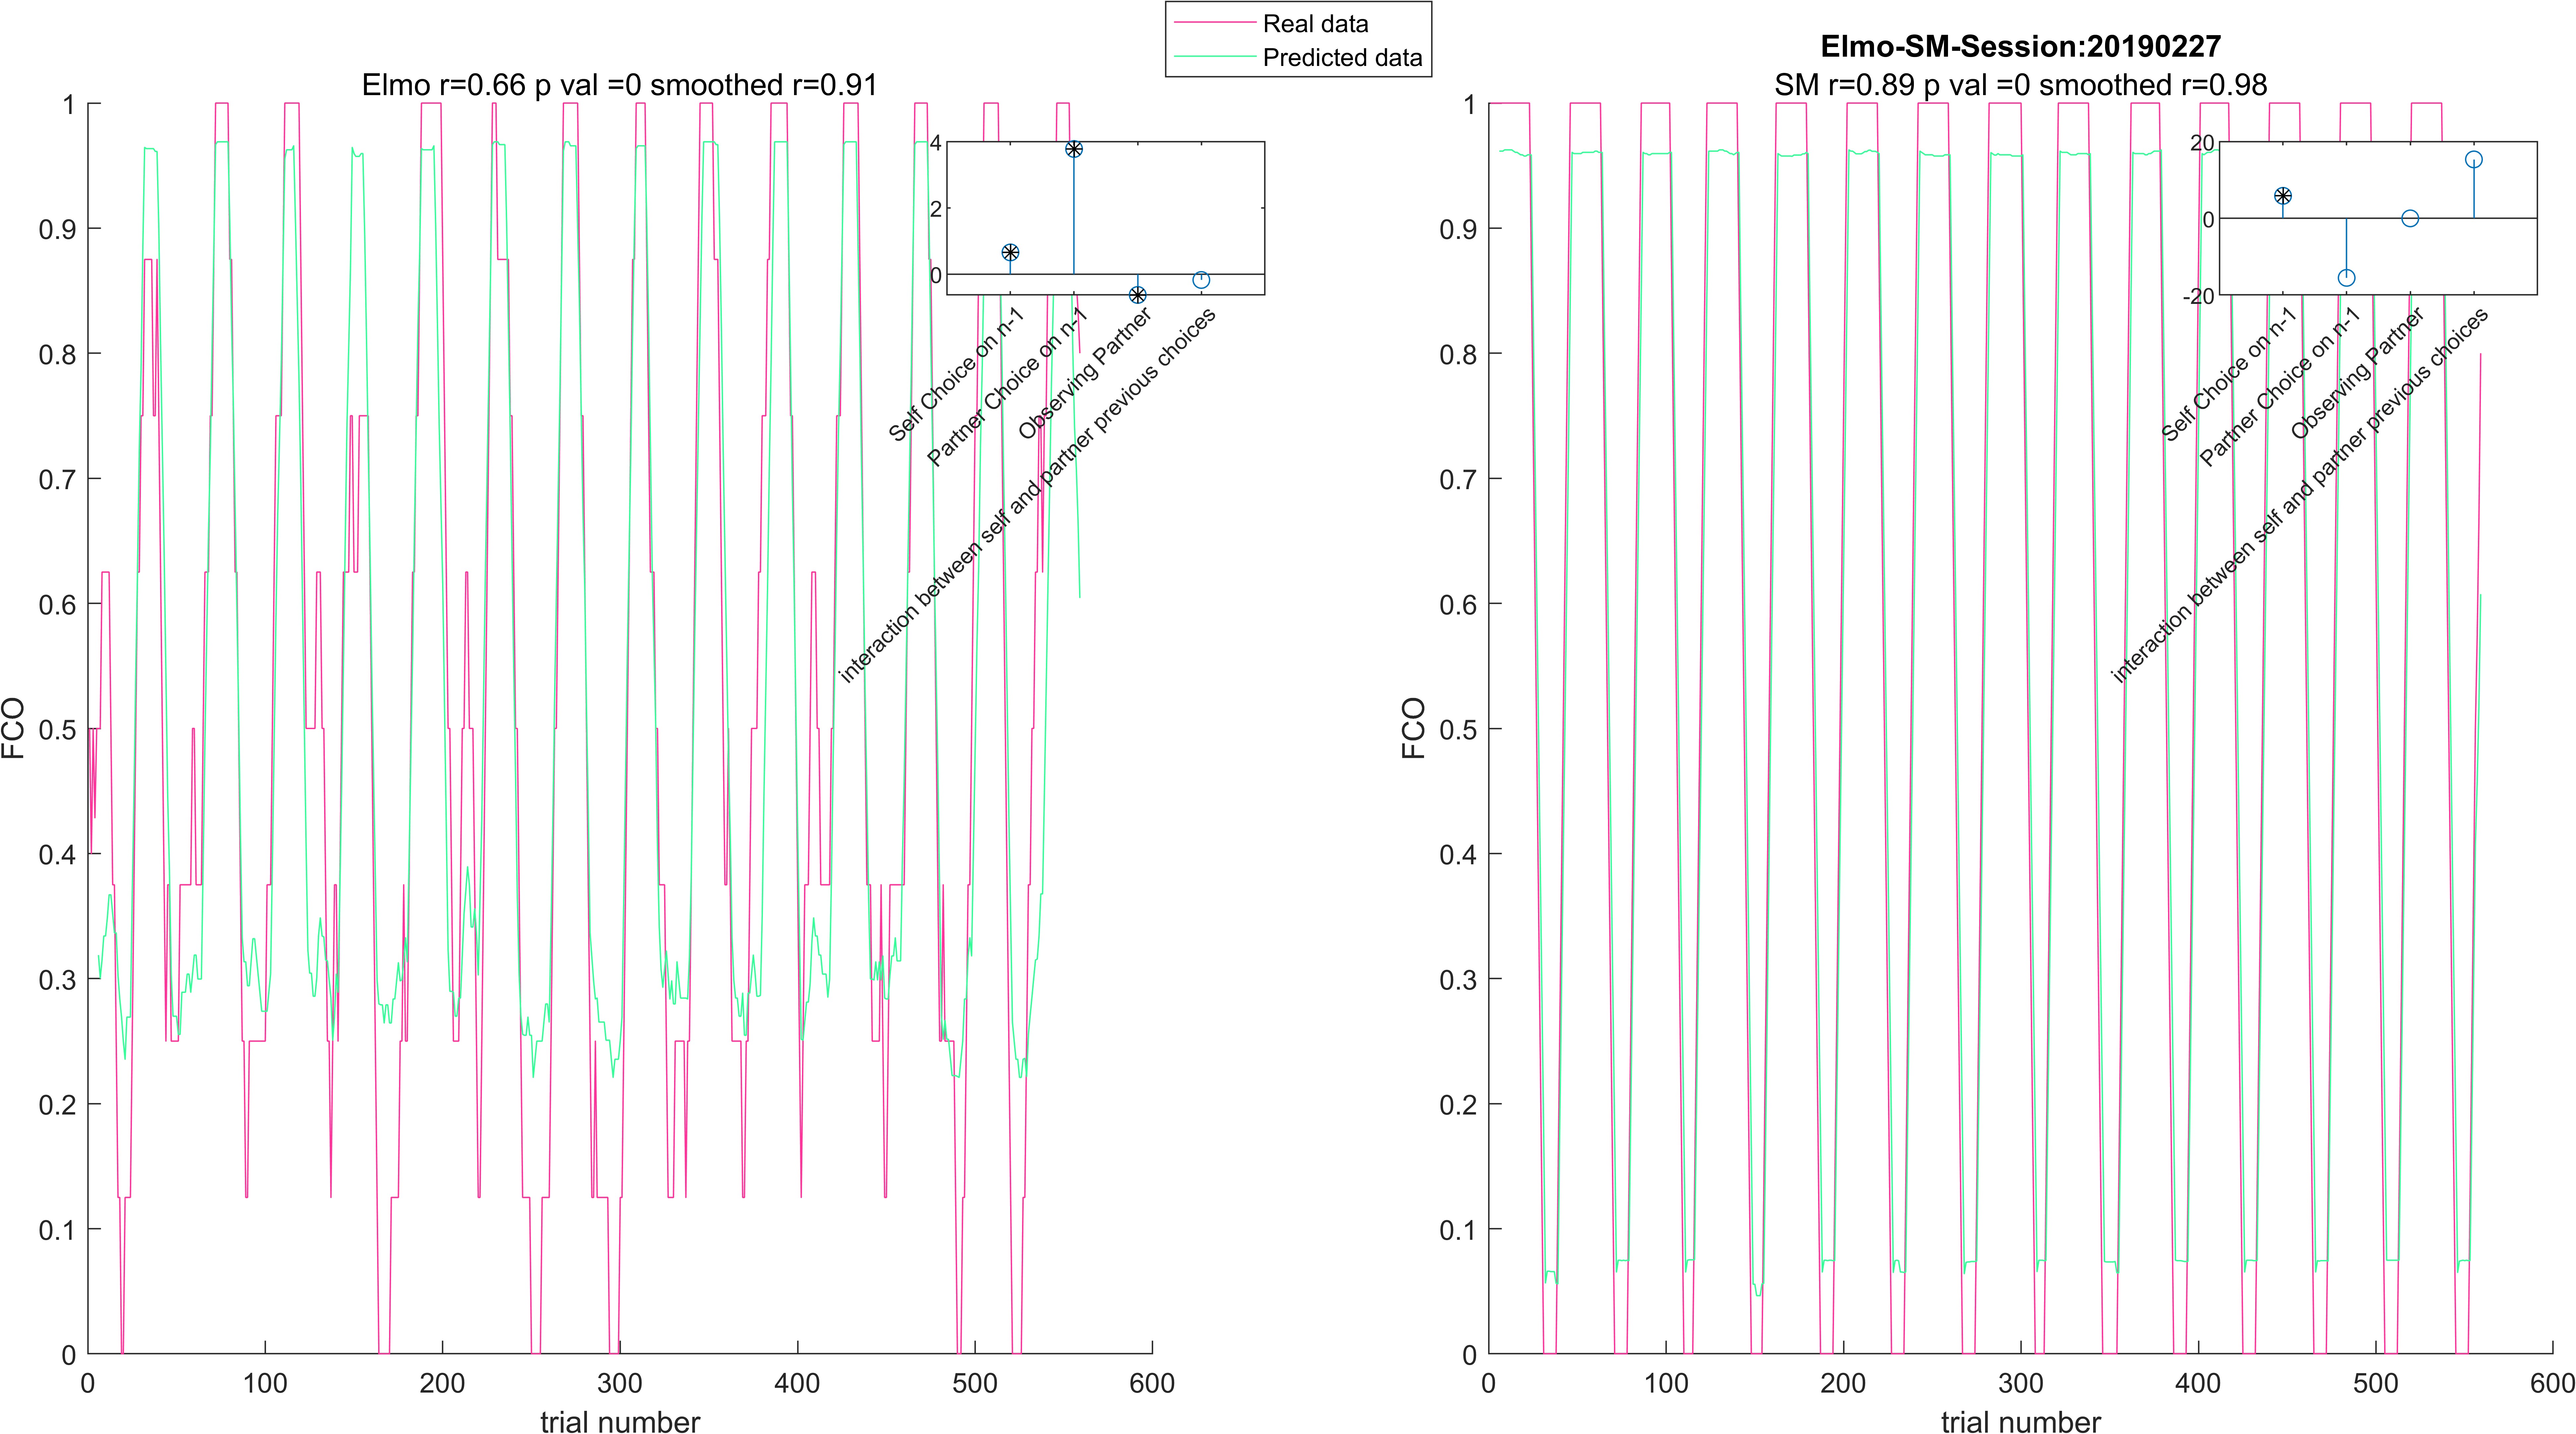 Real data
Predicted data
Elmo r=0.66 p val =0 smoothed r=0.91
FCO
1
0.9
0.8
0.7
0.6
0.5
0.4
0.3
0.2
0.1
0
0
100
200
300
400
500
600
trial number
4
2
0
Self Choice on n-1
Partner Choice on n-1
Observing Partner
interaction between self and partner previous choices
Elmo-SM-Session:20190227
SM r=0.89 p val =0 smoothed r=0.98
FCO
1
0.9
0.8
0.7
0.6
0.5
0.4
0.3
0.2
0.1
0
0
100
200
300
400
500
600
trial number
20
0
-20
Self Choice on n-1
Partner Choice on n-1
Observing Partner
interaction between self and partner previous choices